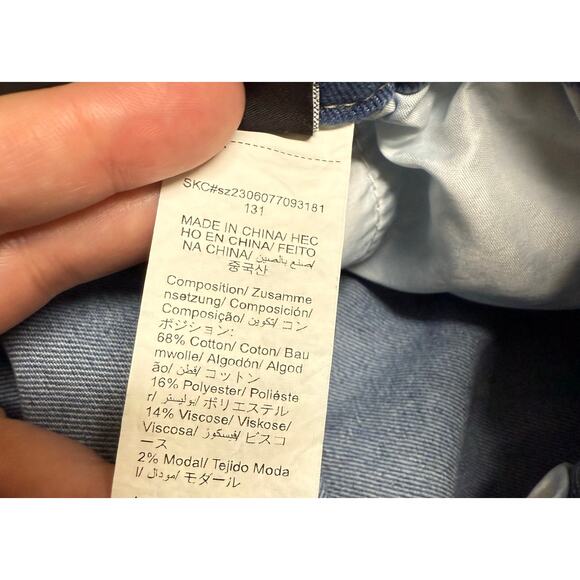 SKC#sz2306077093181
131
MADE IN CHINA/ HEC
HO EN CHINA/ FEITO
NA CHINA/ صنع بالصين/
중국산
Composition/ Zusamme
nsetzung/ Composición/
Composição/ تكوين/ コン
ポジション:
68% Cotton/ Coton/ Bau
mwolle/ Algodón/ Algod
ão/ قطن/ コットン
16% Polyester/ Poliéste
r/ بوليستر/ ポリエステル
14% Viscose/ Viskose/
Viscosa/ فيسكوز/ ビスコ
ース
2% Modal/ Tejido Moda
l/ مودال/ モダール